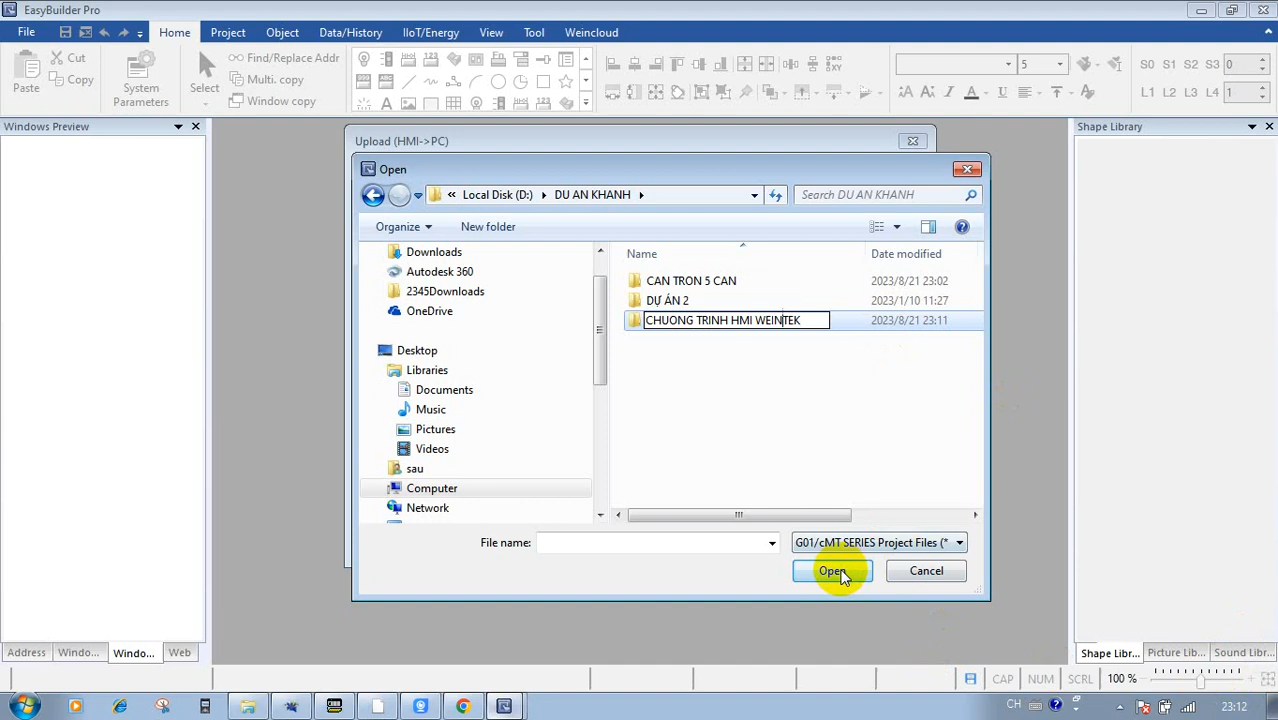 EasyBuilder Pro
File Home Project Object Data/History IIoT/Energy View Tool Weincloud
Paste Cut Copy System Parameters Select Find/Replace Addr Multi. copy Window copy
5 S0 S1 S2 S3 0
L1 L2 L3 L4 1
Windows Preview
Upload (HMI->PC)
Shape Library
Open
« Local Disk (D:) DU AN KHANH Search DU AN KHANH
Organize New folder
Name Date modified
Downloads
Autodesk 360
2345Downloads
OneDrive
Desktop
Libraries
Documents
Music
Pictures
Videos
sau
Computer
Network
CAN TRON 5 CAN 2023/8/21 23:02
DỰ ÁN 2 2023/1/10 11:27
CHUONG TRINH HMI WEINTEK 2023/8/21 23:11
File name: G01/cMT SERIES Project Files (*
Open Cancel
Address Windo... Windo... Web
Shape Libr... Picture Lib... Sound Libr...
CAP NUM SCRL 100 %
CH 23:12